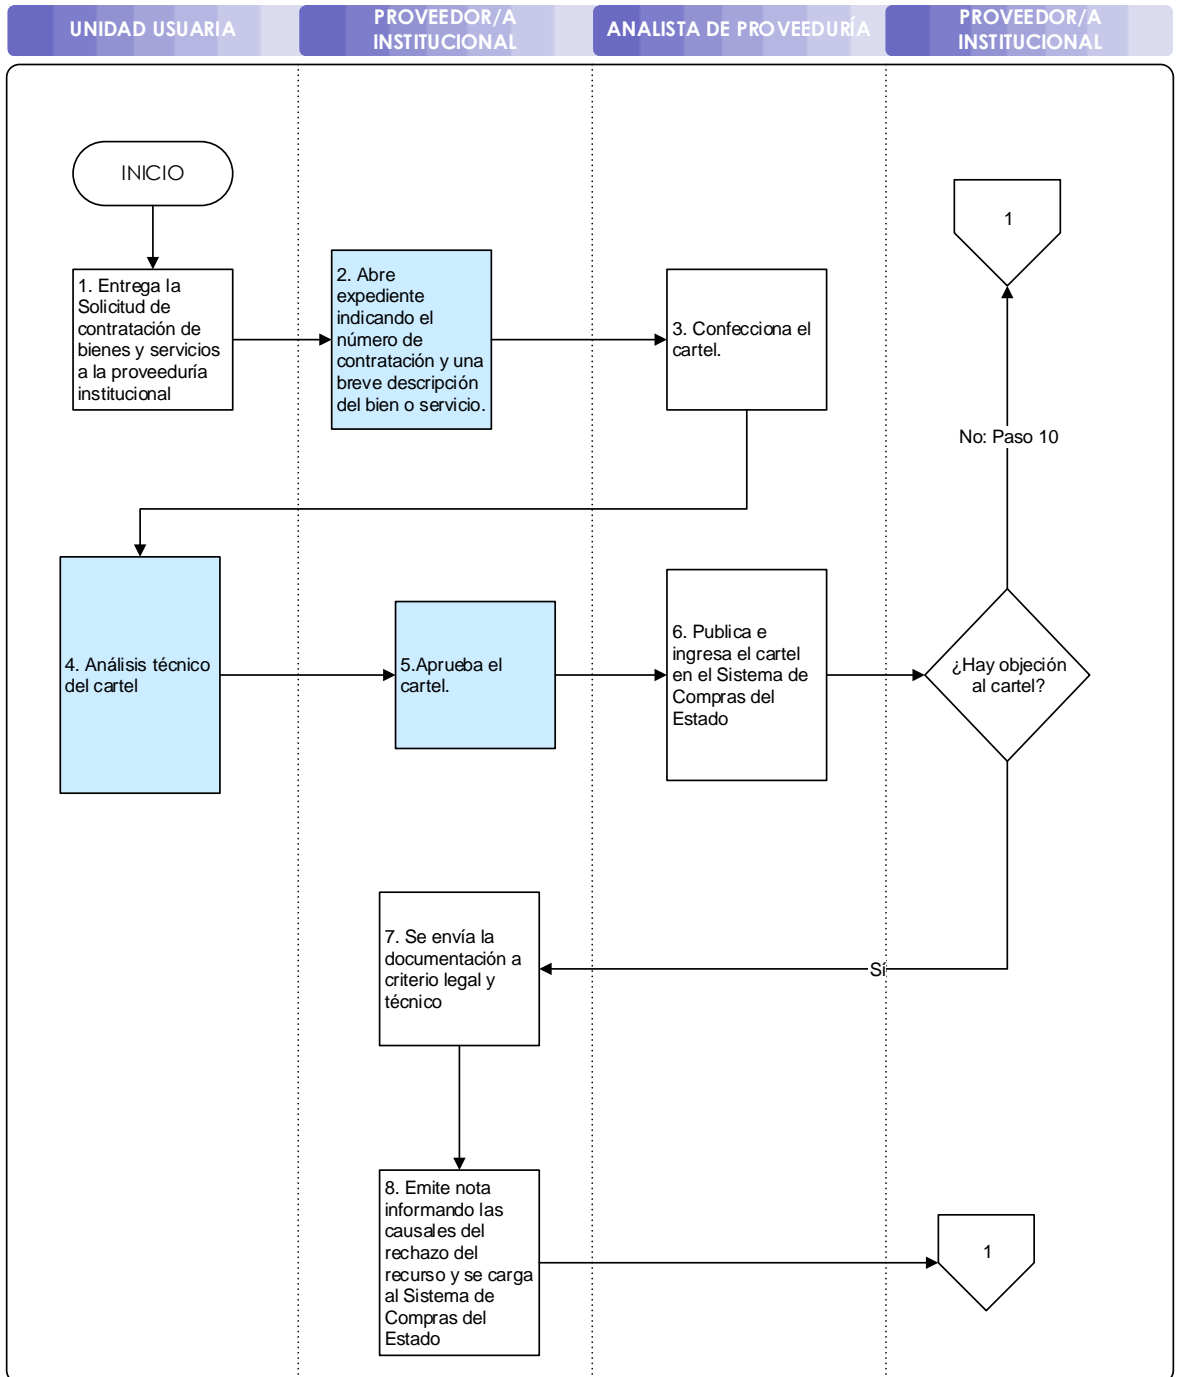 UNIDAD USUARIA
PROVEEDOR/A
INSTITUCIONAL
ANALISTA DE PROVEEDURÍA
PROVEEDOR/A
INSTITUCIONAL
INICIO
1
1. Entrega la
Solicitud de
contratación de
bienes y servicios
a la proveeduría
institucional
2. Abre
expediente
indicando el
número de
contratación y una
breve descripción
del bien o servicio.
3. Confecciona el
cartel.
No: Paso 10
4. Análisis técnico
del cartel
5.Aprueba el
cartel.
6. Publica e
ingresa el cartel
en el Sistema de
Compras del
Estado
¿Hay objeción
al cartel?
7. Se envía la
documentación a
criterio legal y
técnico
Sí
8. Emite nota
informando las
causales del
rechazo del
recurso y se carga
al Sistema de
Compras del
Estado
1